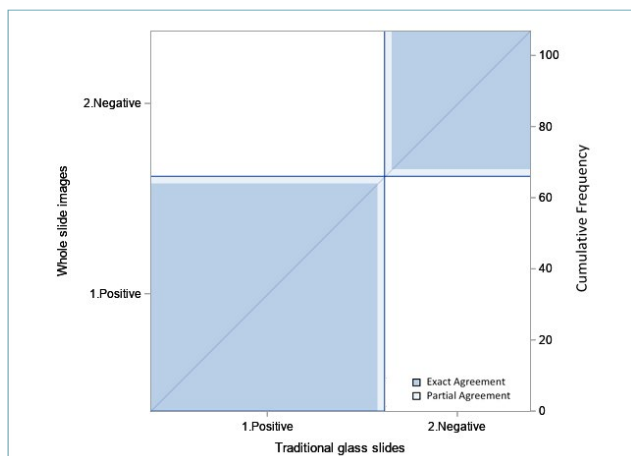 100
2.Negative
80
60
Whole slide images
Cumulative Frequency
40
1.Positive
20
Exact Agreement
Partial Agreement
0
1.Positive
2.Negative
Traditional glass slides